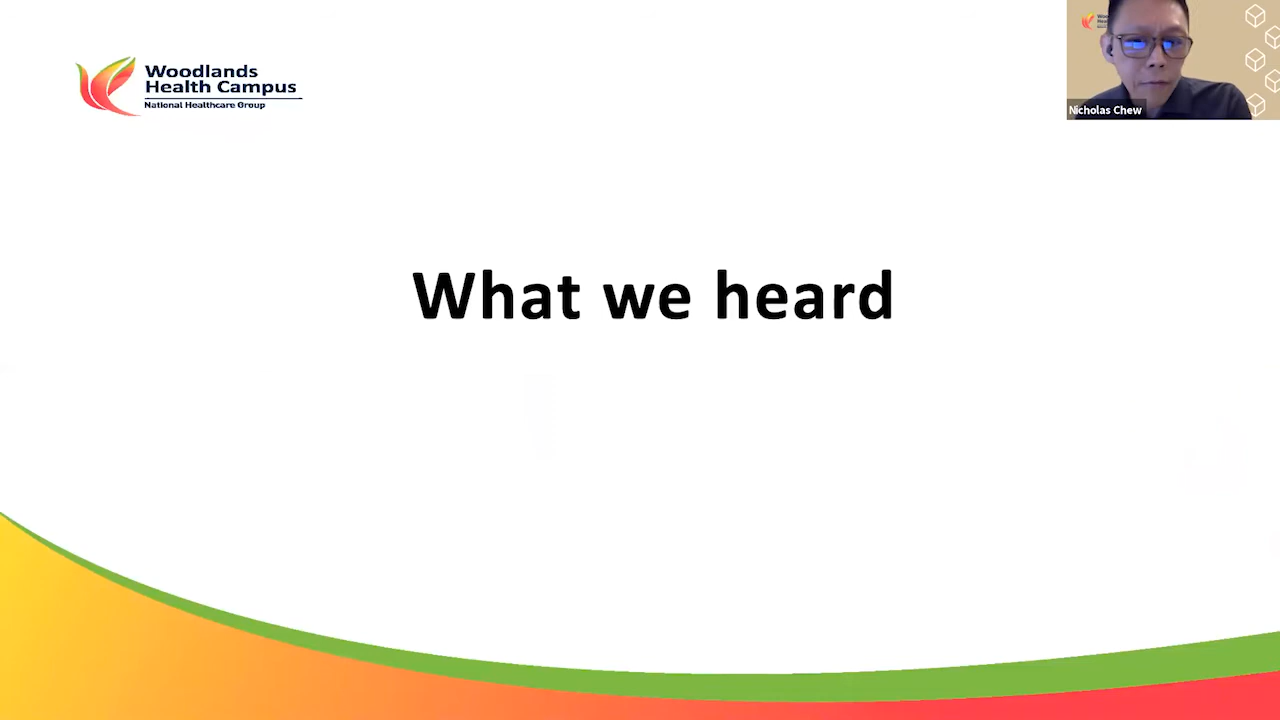 Woodlands
Health Campus
National Healthcare Group
Nicholas Chew
What we heard